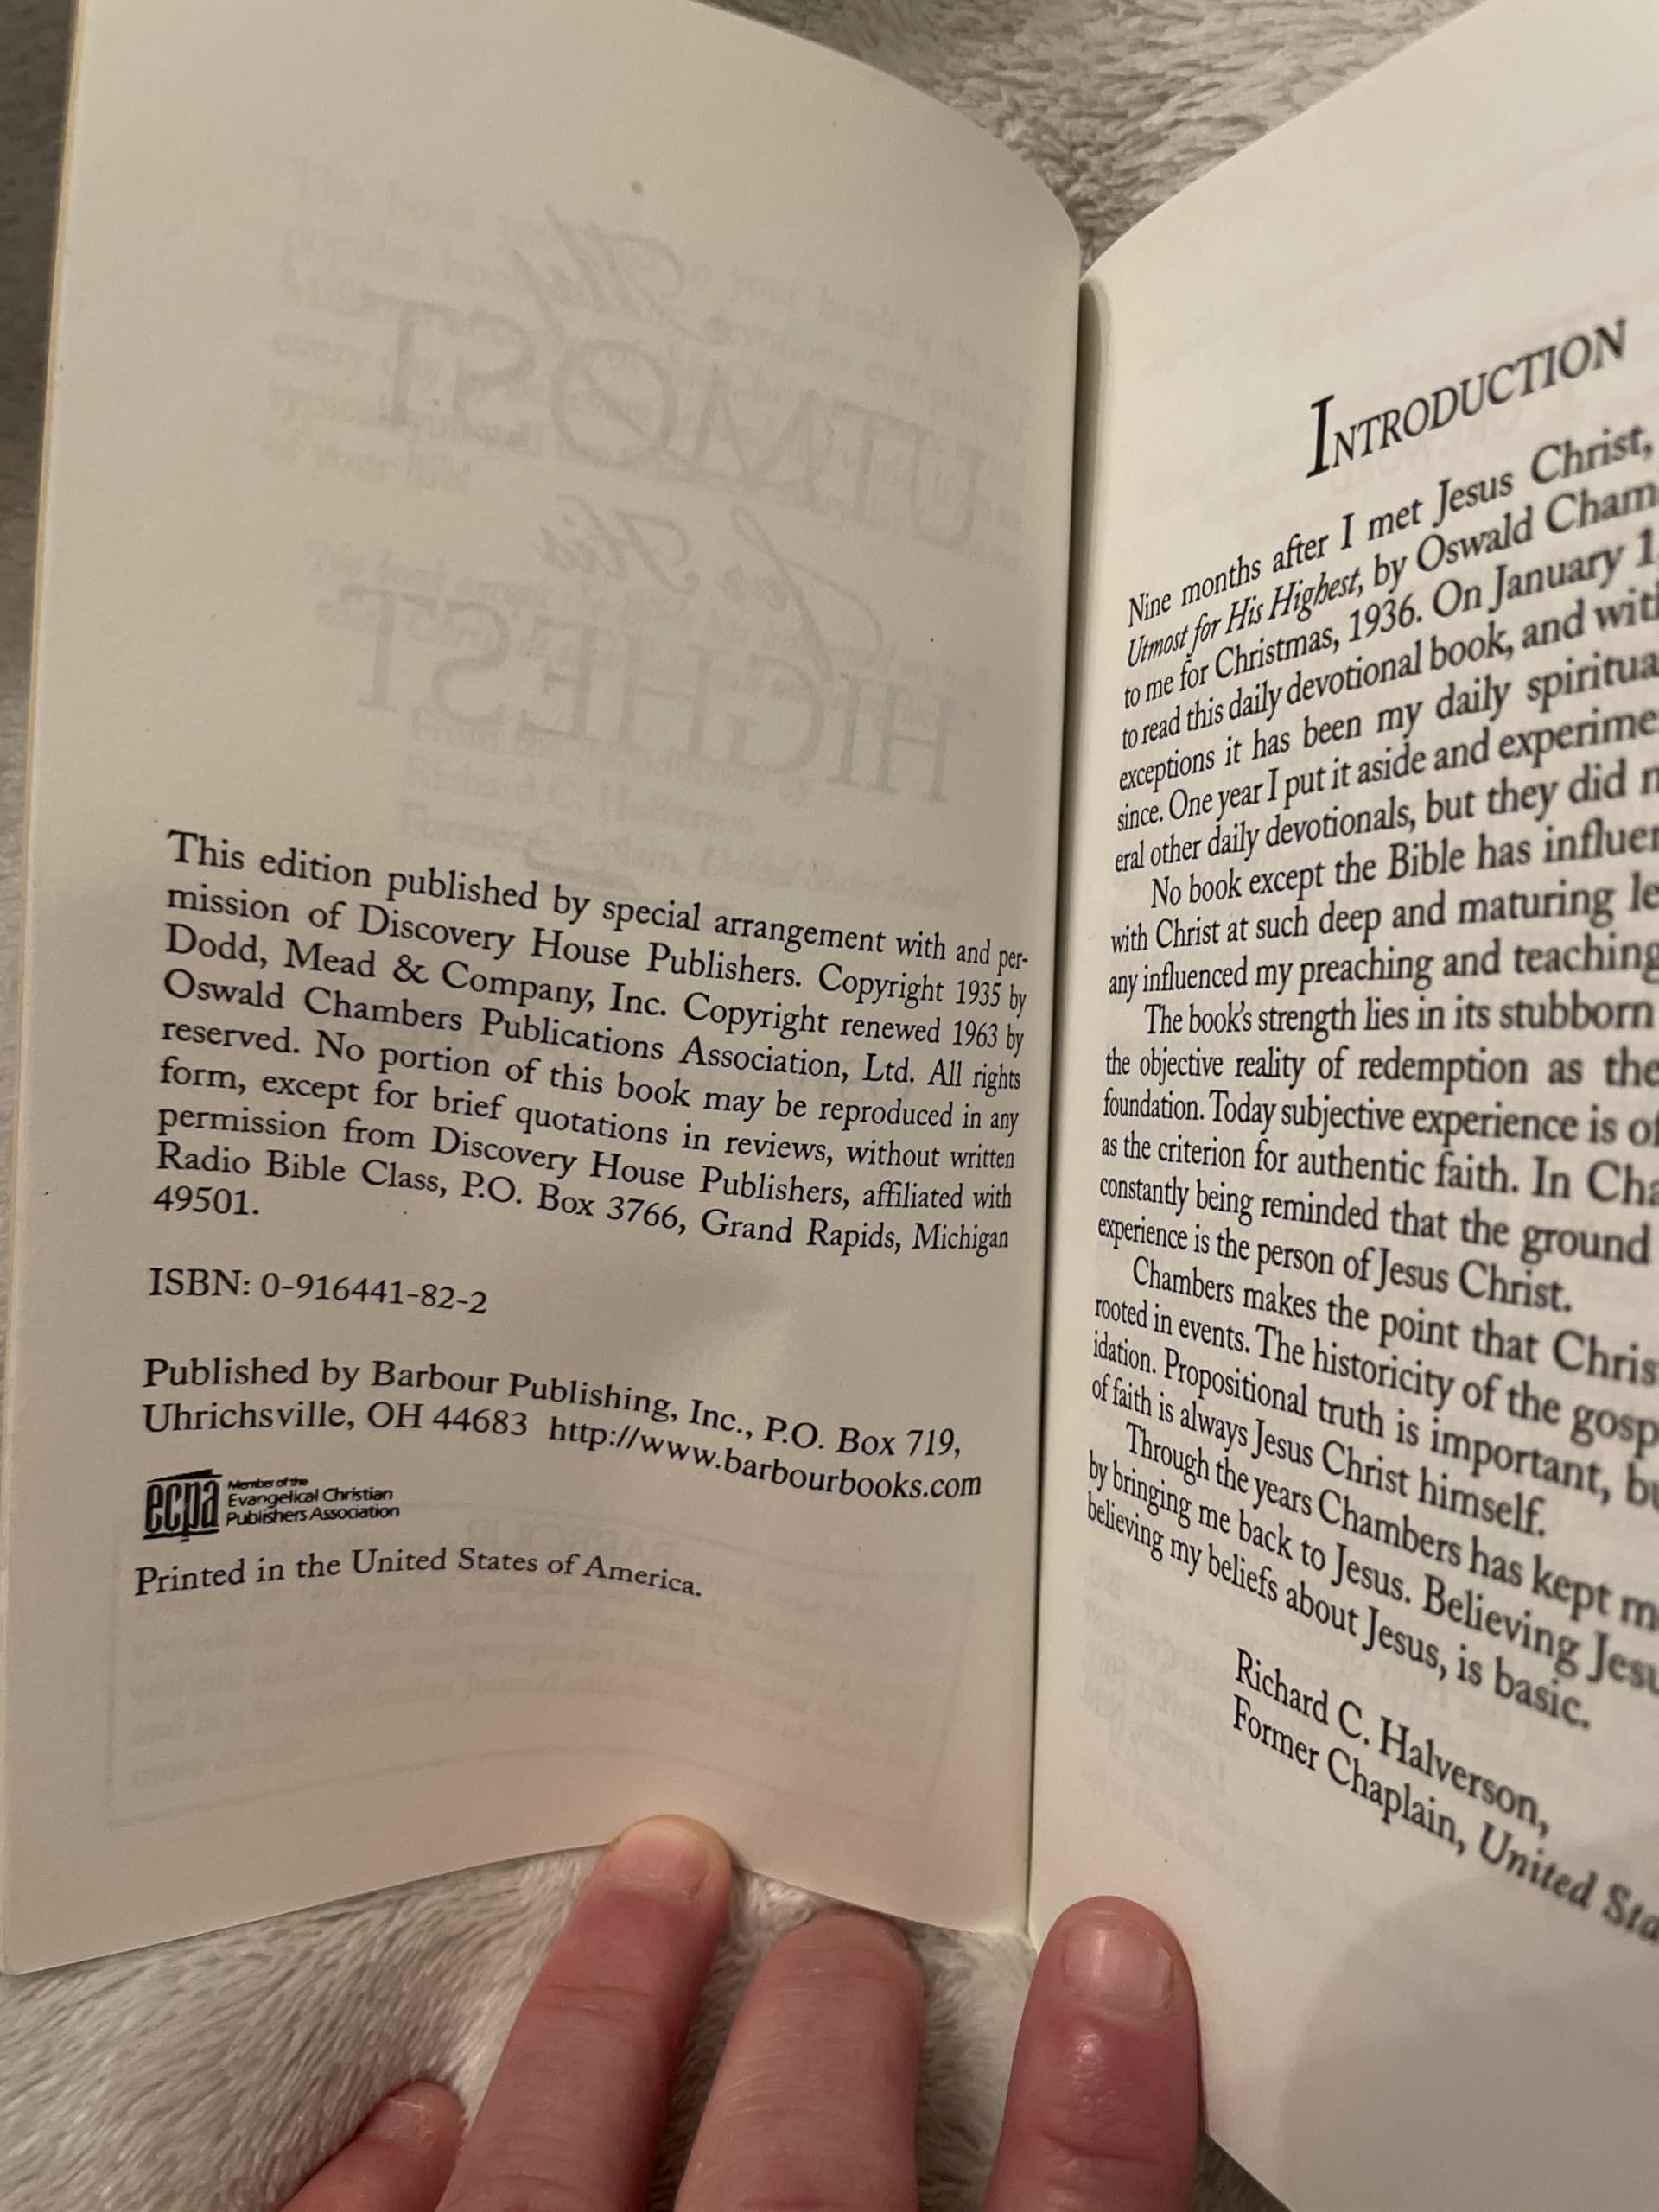 This edition published by special arrangement with and per-
mission of Discovery House Publishers. Copyright 1935 by
Dodd, Mead & Company, Inc. Copyright renewed 1963 by
Oswald Chambers Publications Association, Ltd. All rights
reserved. No portion of this book may be reproduced in any
form, except for brief quotations in reviews, without written
permission from Discovery House Publishers, affiliated with
Radio Bible Class, P.O. Box 3766, Grand Rapids, Michigan
49501.
ISBN: 0-916441-82-2
Published by Barbour Publishing, Inc., P.O. Box 719,
Uhrichsville, OH 44683 http://www.barbourbooks.com
ecpa
Member of the
Evangelical Christian
Publishers Association
Printed in the United States of America.
INTRODUCTION
Nine months after I met Jesus Christ,
Utmost for His Highest, by Oswald Cham
to me for Christmas, 1936. On January 1,
to read this daily devotional book, and with
exceptions it has been my daily spiritua
since. One year I put it aside and experime
eral other daily devotionals, but they did n
No book except the Bible has influen
with Christ at such deep and maturing le
any influenced my preaching and teaching
The book's strength lies in its stubborn
the objective reality of redemption as the
foundation. Today subjective experience is of
as the criterion for authentic faith. In Cha
constantly being reminded that the ground
experience is the person of Jesus Christ.
Chambers makes the point that Chris
rooted in events. The historicity of the gosp
idation. Propositional truth is important, bu
of faith is always Jesus Christ himself.
Through the years Chambers has kept m
by bringing me back to Jesus. Believing Jesu
believing my beliefs about Jesus, is basic.
Richard C. Halverson,
Former Chaplain, United Sta